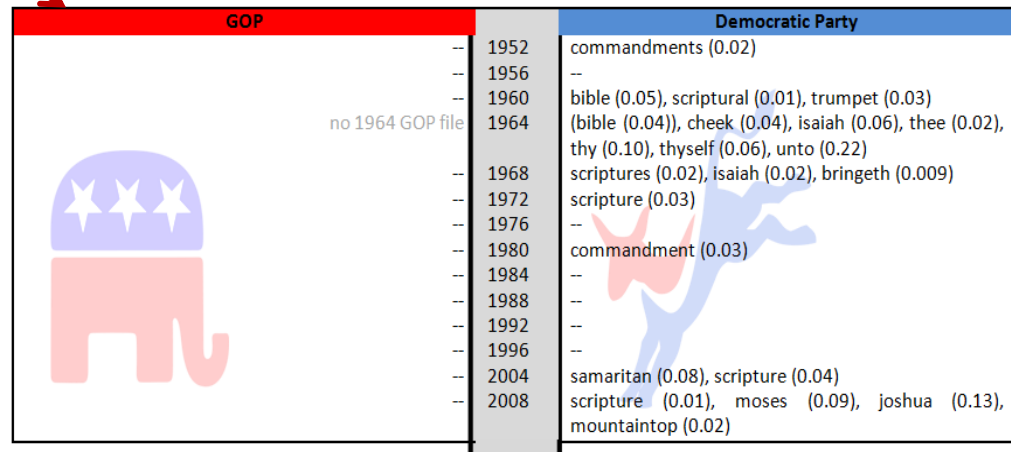 GOP Democratic Party
-- 1952 commandments (0.02)
-- 1956 --
-- 1960 bible (0.05), scriptural (0.01), trumpet (0.03)
no 1964 GOP file 1964 (bible (0.04)), cheek (0.04), isaiah (0.06), thee (0.02),
thy (0.10), thyself (0.06), unto (0.22)
-- 1968 scriptures (0.02), isaiah (0.02), bringeth (0.009)
-- 1972 scripture (0.03)
-- 1976 --
-- 1980 commandment (0.03)
-- 1984 --
-- 1988 --
-- 1992 --
-- 1996 --
-- 2004 samaritan (0.08), scripture (0.04)
-- 2008 scripture (0.01), moses (0.09), joshua (0.13),
mountaintop (0.02)